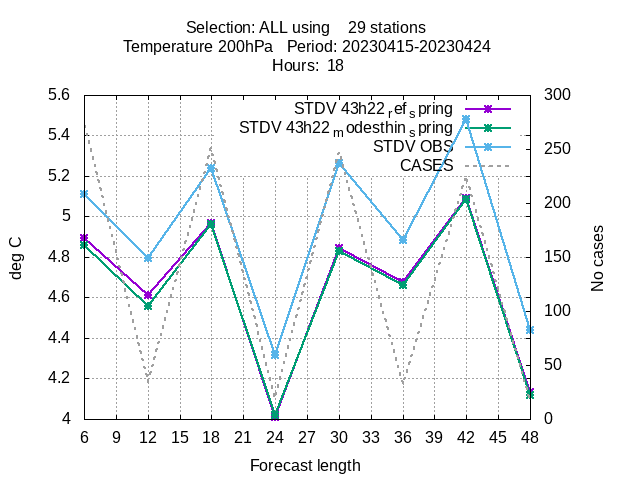 Selection: ALL using    29 stations
Temperature 200hPa   Period: 20230415-20230424
Hours: 18
STDV 43h22_ref_spring
STDV 43h22_modesthin_spring
STDV OBS
CASES
5.6
5.4
5.2
5
4.8
4.6
4.4
4.2
4
300
250
200
150
100
50
0
deg C
No cases
6 9 12 15 18 21 24 27 30 33 36 39 42 45 48
Forecast length